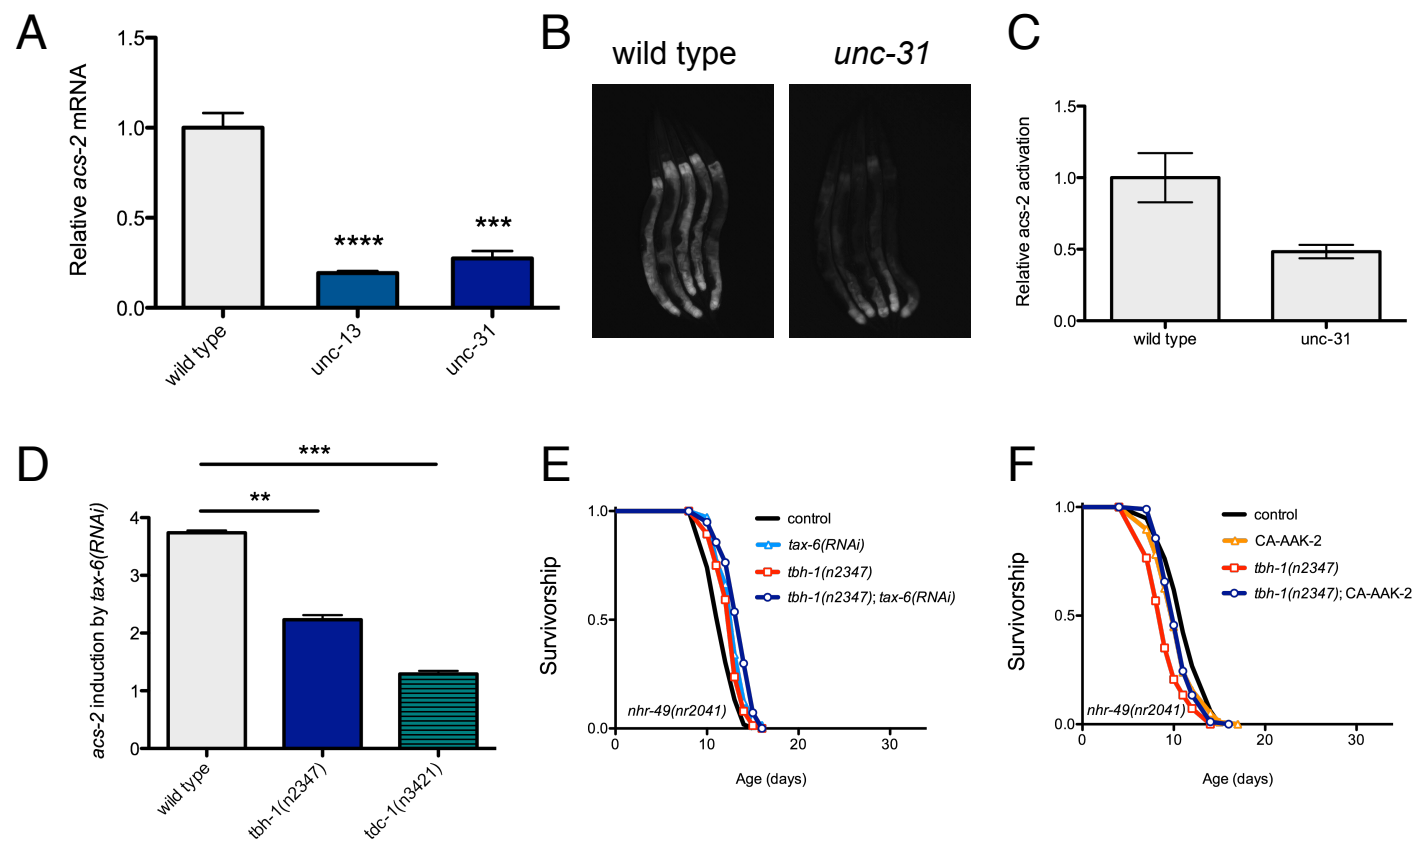 A
Relative acs-2 mRNA
1.5
1.0
0.5
0.0
****
***
wild type
unc-13
unc-31
B
wild type
unc-31
C
Relative acs-2 activation
1.5
1.0
0.5
0.0
wild type
unc-31
D
acs-2 induction by tax-6(RNAi)
***
**
4
3
2
1
0
wild type
tbh-1(n2347)
tdc-1(n3421)
E
Survivorship
1.0
0.5
0.0
control
tax-6(RNAi)
tbh-1(n2347)
tbh-1(n2347); tax-6(RNAi)
nhr-49(nr2041)
0
10
20
30
Age (days)
F
Survivorship
1.0
0.5
0.0
control
CA-AAK-2
tbh-1(n2347)
tbh-1(n2347); CA-AAK-2
nhr-49(nr2041)
0
10
20
30
Age (days)